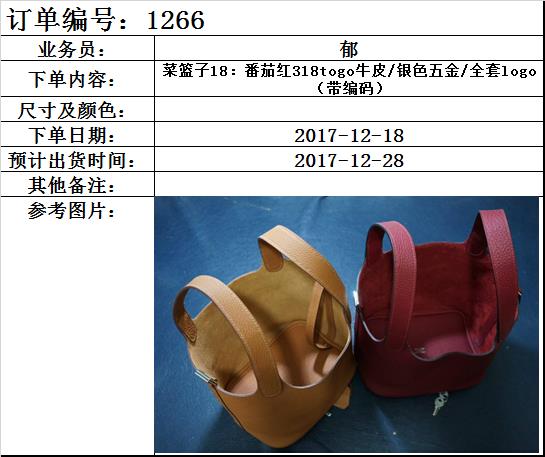 订单编号：1266
业务员： 郁
下单内容： 菜篮子18：番茄红318togo牛皮/银色五金/全套logo
（带编码）
尺寸及颜色：
下单日期： 2017-12-18
预计出货时间： 2017-12-28
其他备注：
参考图片：